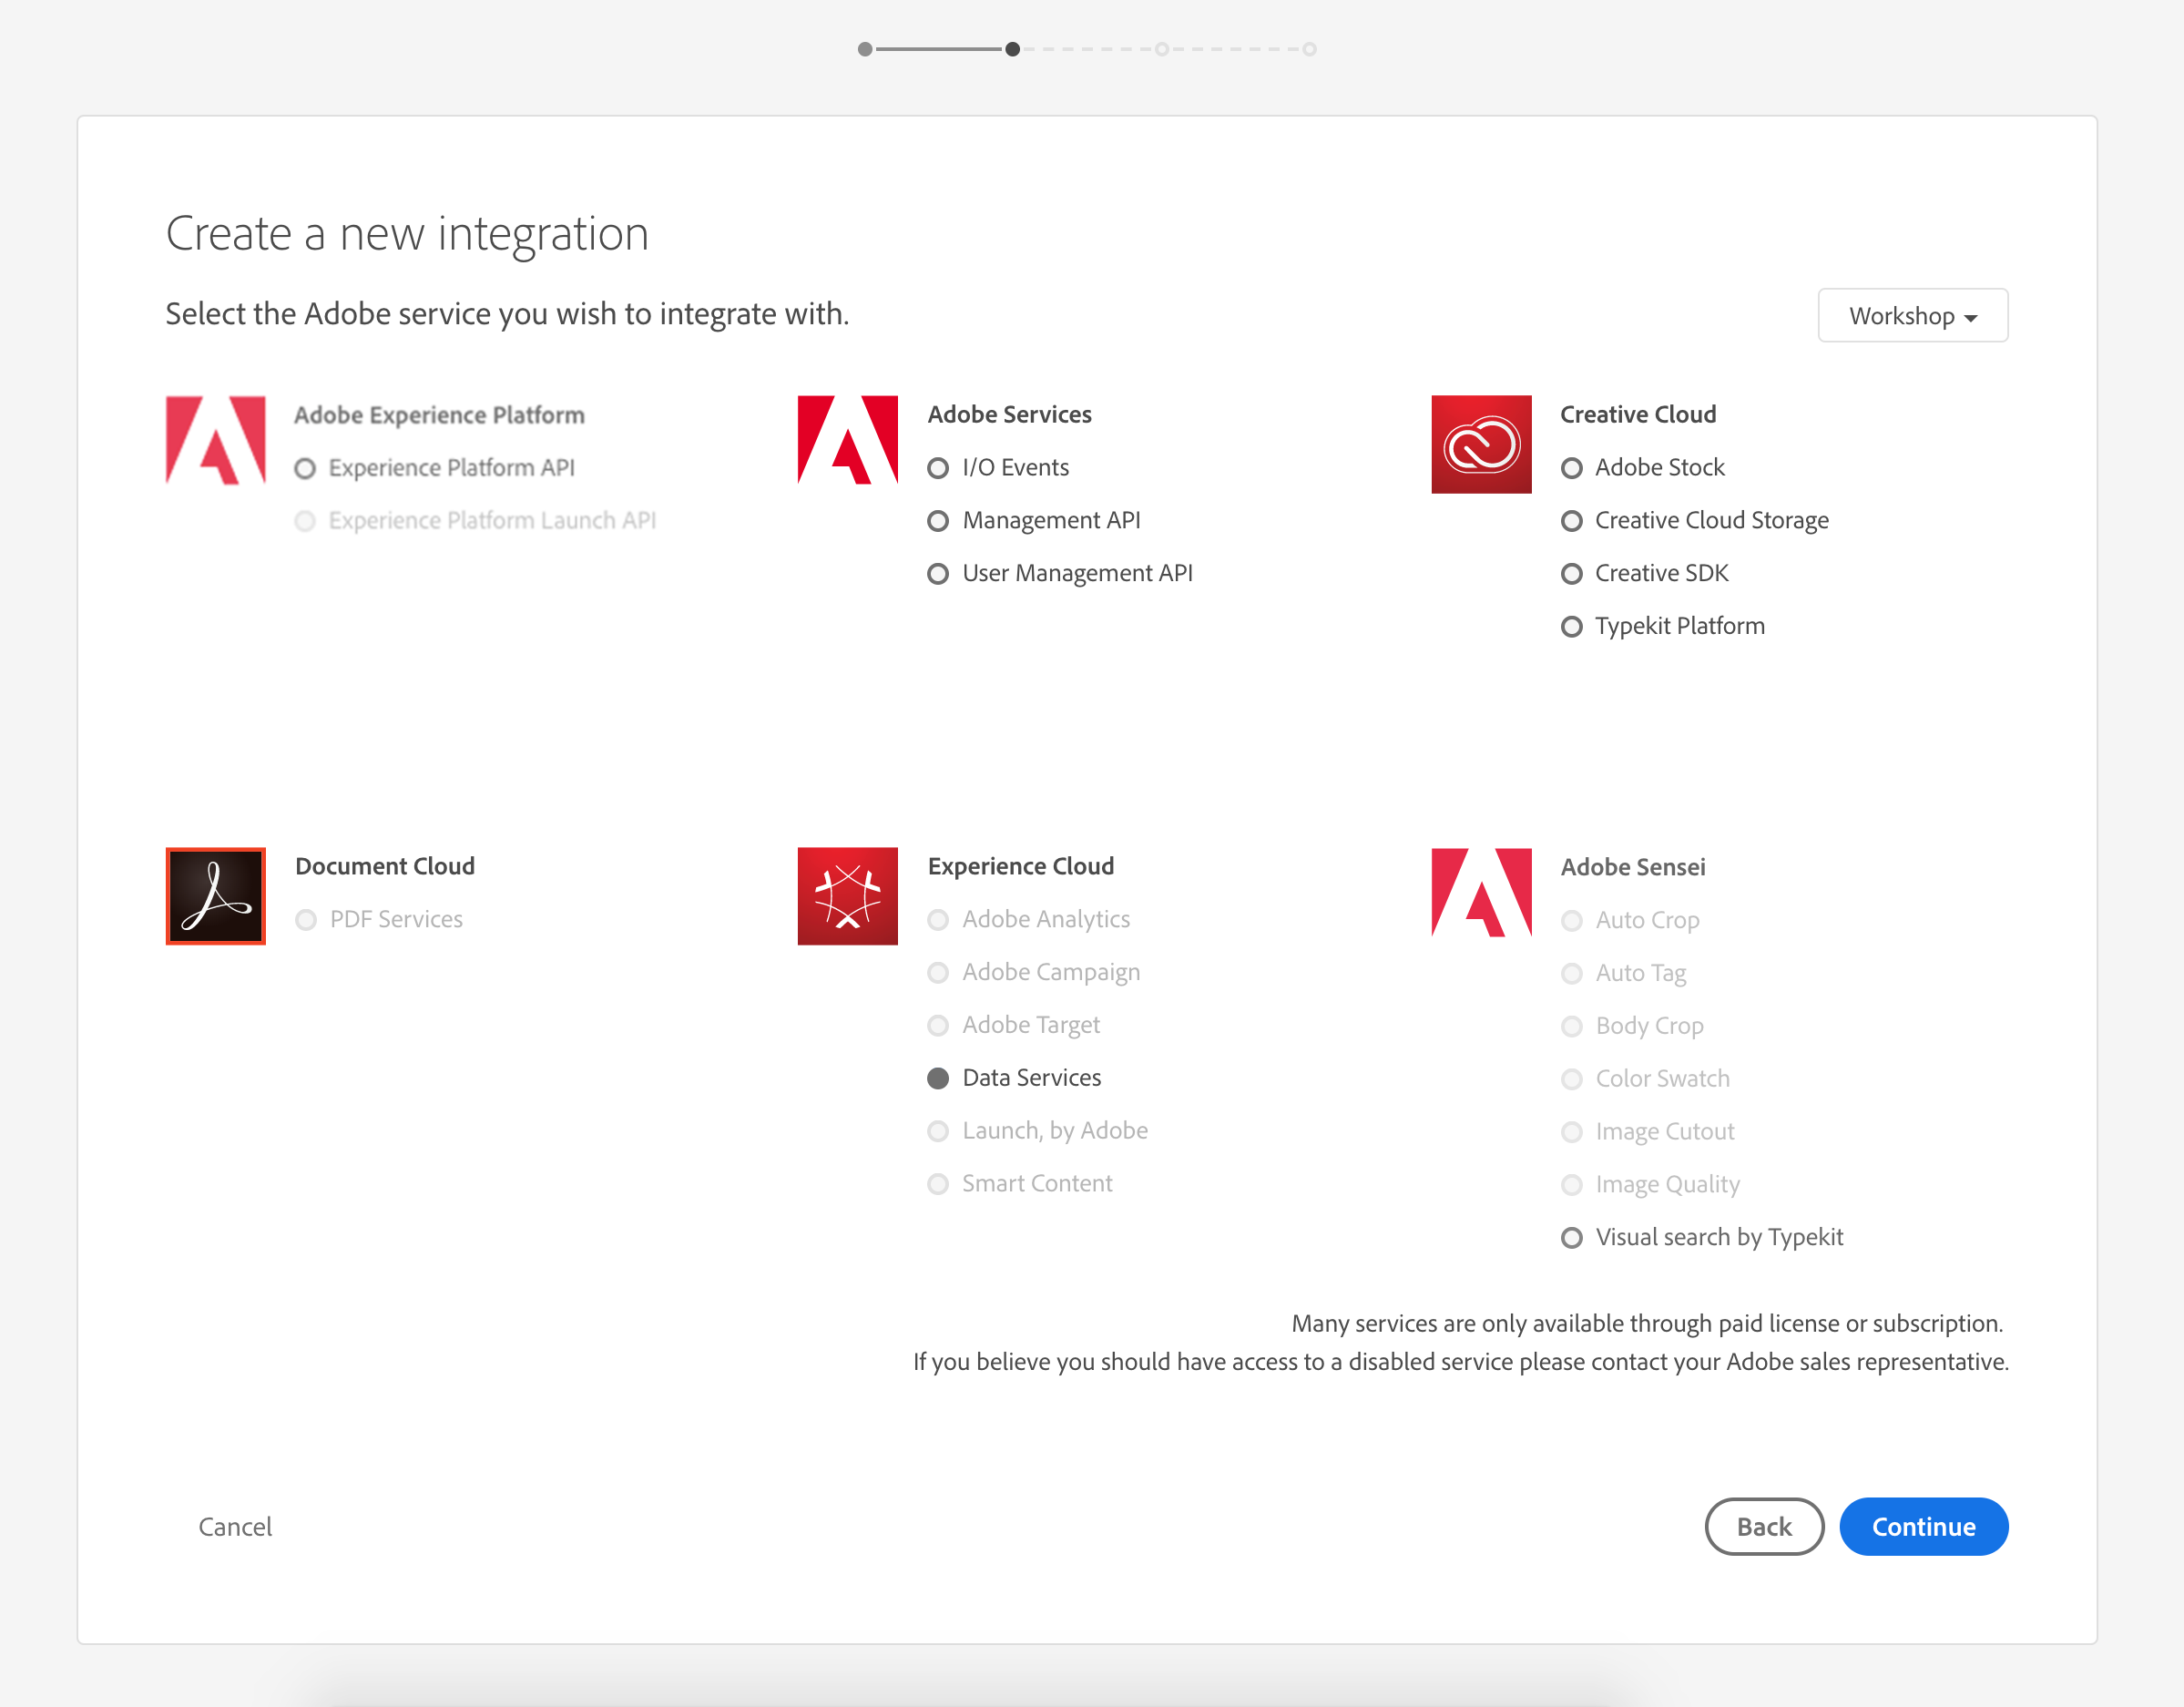 Create a new integration
Select the Adobe service you wish to integrate with.
Workshop
Adobe Experience Platform
Experience Platform API
Experience Platform Launch API
Adobe Services
I/O Events
Management API
User Management API
Creative Cloud
Adobe Stock
Creative Cloud Storage
Creative SDK
Typekit Platform
Document Cloud
PDF Services
Experience Cloud
Adobe Analytics
Adobe Campaign
Adobe Target
Data Services
Launch, by Adobe
Smart Content
Adobe Sensei
Auto Crop
Auto Tag
Body Crop
Color Swatch
Image Cutout
Image Quality
Visual search by Typekit
Many services are only available through paid license or subscription.
If you believe you should have access to a disabled service please contact your Adobe sales representative.
Cancel
Back
Continue